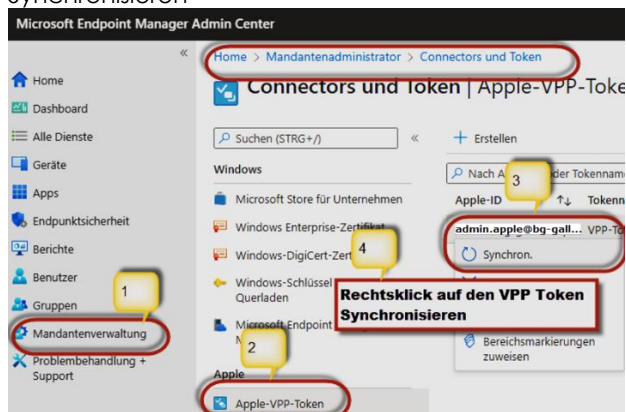 synchronisieren
Microsoft Endpoint Manager Admin Center
Home > Mandantenadministrator > Connectors und Token
Connectors und Token | Apple-VPP-Toke
Home
Dashboard
Alle Dienste
Geräte
Apps
Endpunktsicherheit
Berichte
Benutzer
Gruppen
Mandantenverwaltung
Problembehandlung +
Support
1
Suchen (STRG+/)
Windows
Microsoft Store für Unternehmen
Windows Enterprise-Zertifikat
Windows-DigiCert-Zert
Windows-Schlüssel
Querladen
Microsoft Endpoint
2
Apple
Apple-VPP-Token
+ Erstellen
Nach A der Tokenname
3
Apple-ID ↑↓ Tokenn
admin.apple@bg-gall... VPP-To
Synchron.
4
Rechtsklick auf den VPP Token
Synchronisieren
Bereichsmarkierungen
zuweisen